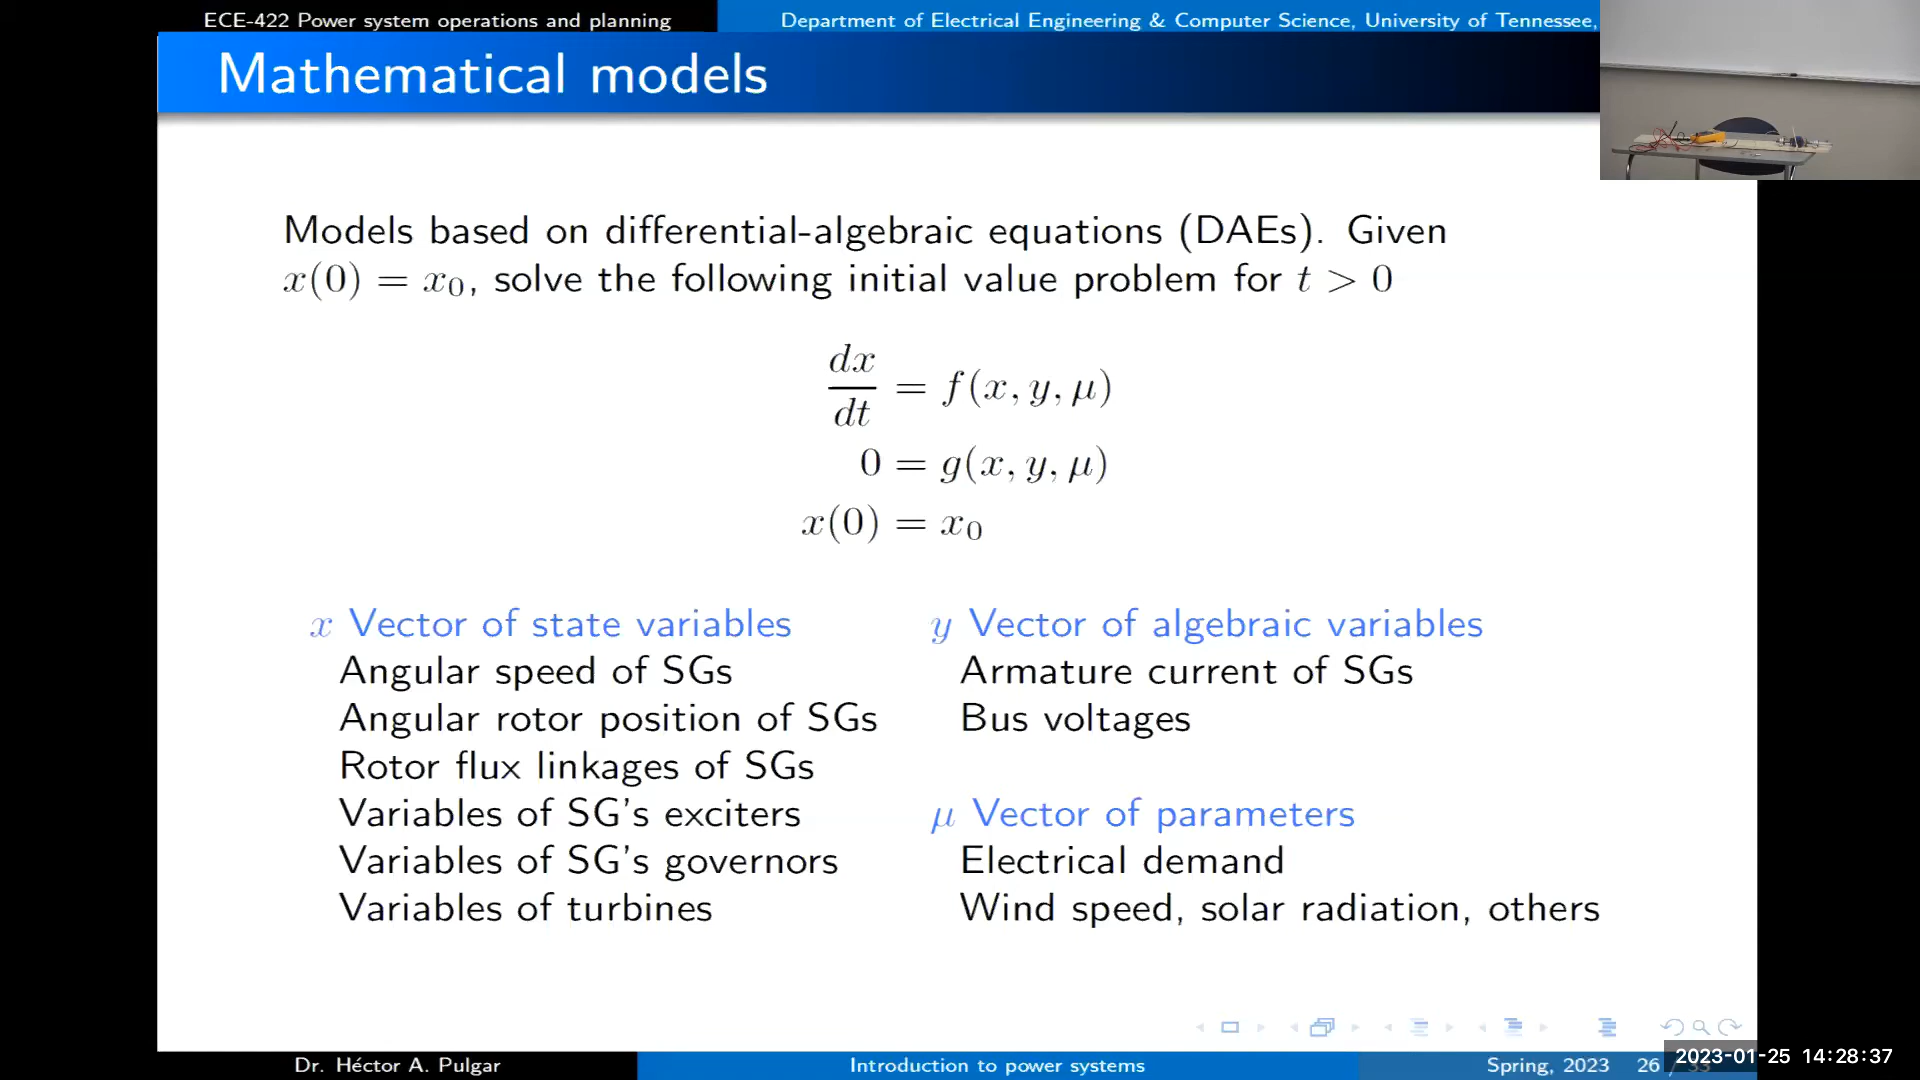 ECE-422 Power system operations and planning
Department of Electrical Engineering & Computer Science, University of Tennessee,
Mathematical models
Models based on differential-algebraic equations (DAEs). Given
x(0) = x₀, solve the following initial value problem for t > 0
dx/dt = f(x, y, μ)
0 = g(x, y, μ)
x(0) = x₀
x Vector of state variables
Angular speed of SGs
Angular rotor position of SGs
Rotor flux linkages of SGs
Variables of SG's exciters
Variables of SG's governors
Variables of turbines
y Vector of algebraic variables
Armature current of SGs
Bus voltages
μ Vector of parameters
Electrical demand
Wind speed, solar radiation, others
Dr. Héctor A. Pulgar
Introduction to power systems
Spring, 2023
26
2023-01-25 14:28:37